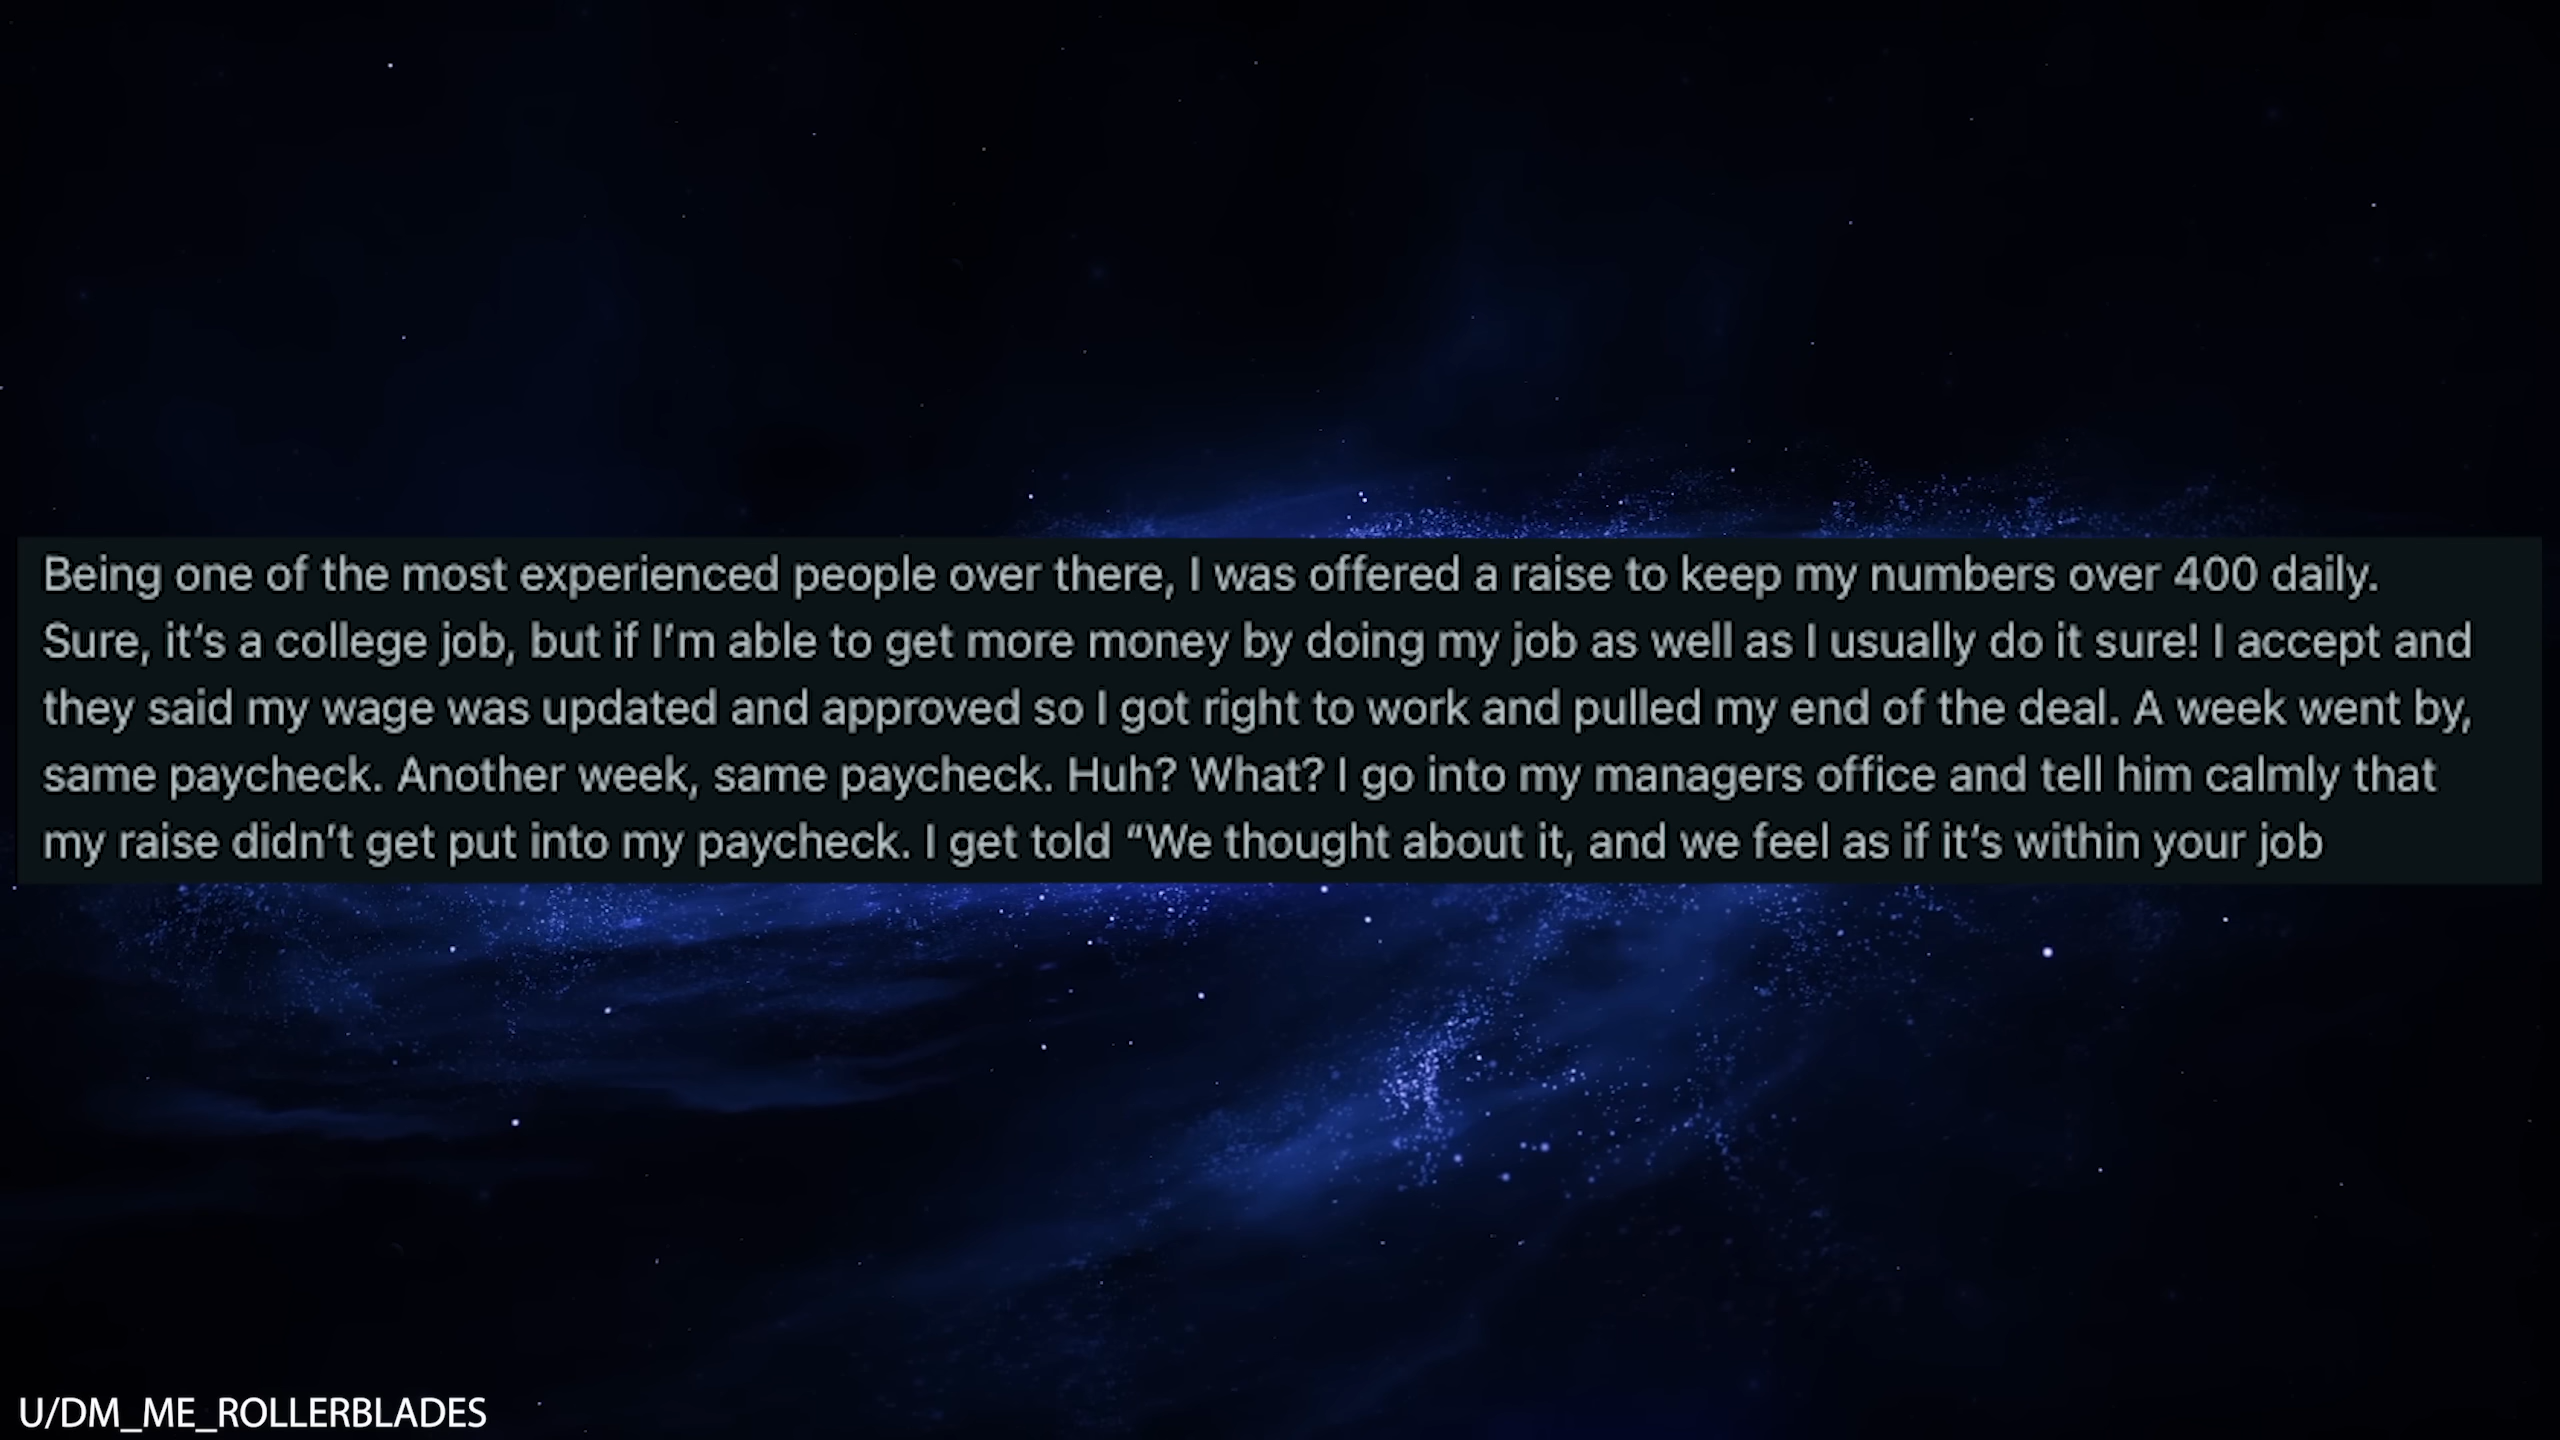 Being one of the most experienced people over there, I was offered a raise to keep my numbers over 400 daily.
Sure, it’s a college job, but if I’m able to get more money by doing my job as well as I usually do it sure! I accept and
they said my wage was updated and approved so I got right to work and pulled my end of the deal. A week went by,
same paycheck. Another week, same paycheck. Huh? What? I go into my managers office and tell him calmly that
my raise didn’t get put into my paycheck. I get told “We thought about it, and we feel as if it’s within your job
U/DM_ME_ROLLERBLADES